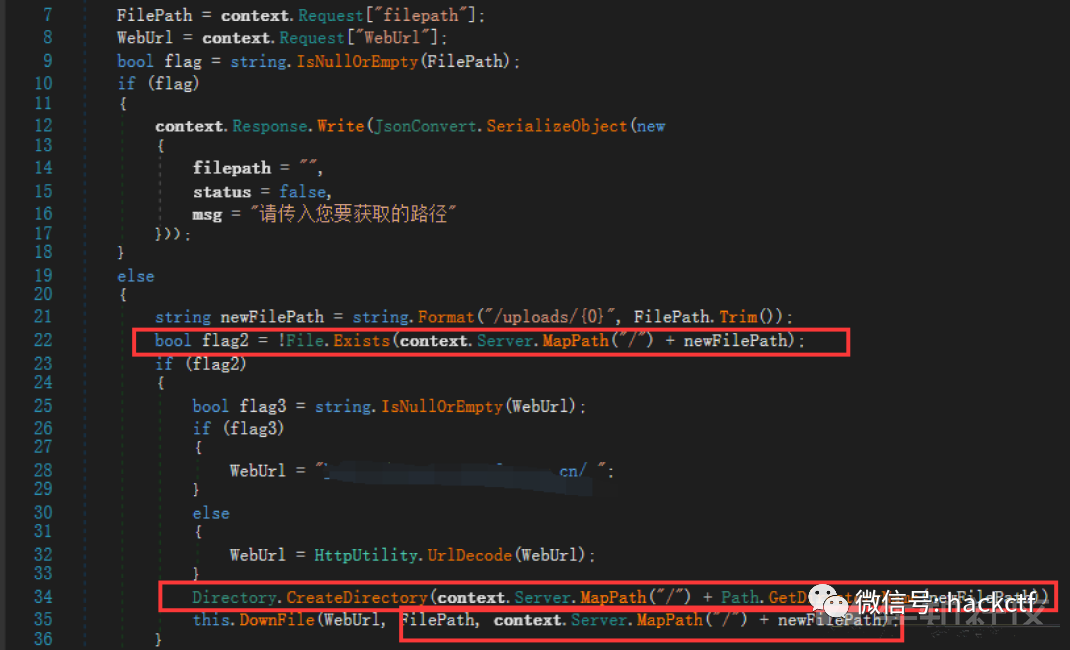 7 FilePath = context.Request["filepath"];
8 WebUrl = context.Request["WebUrl"];
9 bool flag = string.IsNullOrEmpty(FilePath);
10 if (flag)
11 {
12 context.Response.Write(JsonConvert.SerializeObject(new
13 {
14 filepath = "",
15 status = false,
16 msg = "请传入您要获取的路径"
17 }));
18 }
19 else
20 {
21 string newFilePath = string.Format("/uploads/{0}", FilePath.Trim());
22 bool flag2 = !File.Exists(context.Server.MapPath("/") + newFilePath);
23 if (flag2)
24 {
25 bool flag3 = string.IsNullOrEmpty(WebUrl);
26 if (flag3)
27 {
28 WebUrl = " cn/ ";
29 }
30 else
31 {
32 WebUrl = HttpUtility.UrlDecode(WebUrl);
33 }
34 Directory.CreateDirectory(context.Server.MapPath("/") + Path.
35 this.DownFile(WebUrl, FilePath, context.Server.MapPath("/") + newFilePath);
36 }
微信号: hackctf